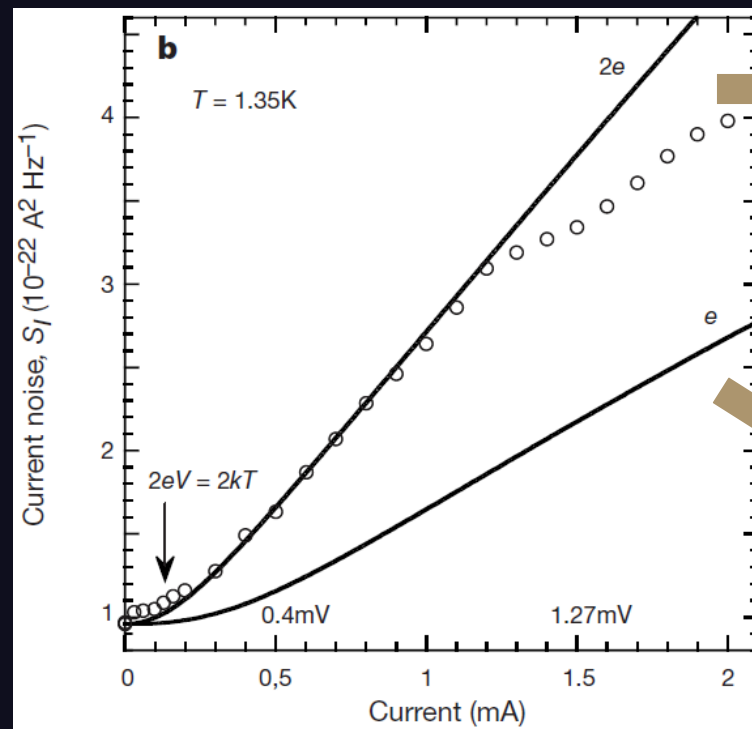 b
2e
T = 1.35K
4
3
e
2
2eV = 2kT
1
0.4mV
1.27mV
0
0,5
1
1.5
2
Current (mA)
Current noise, S_I (10⁻²² A² Hz⁻¹)